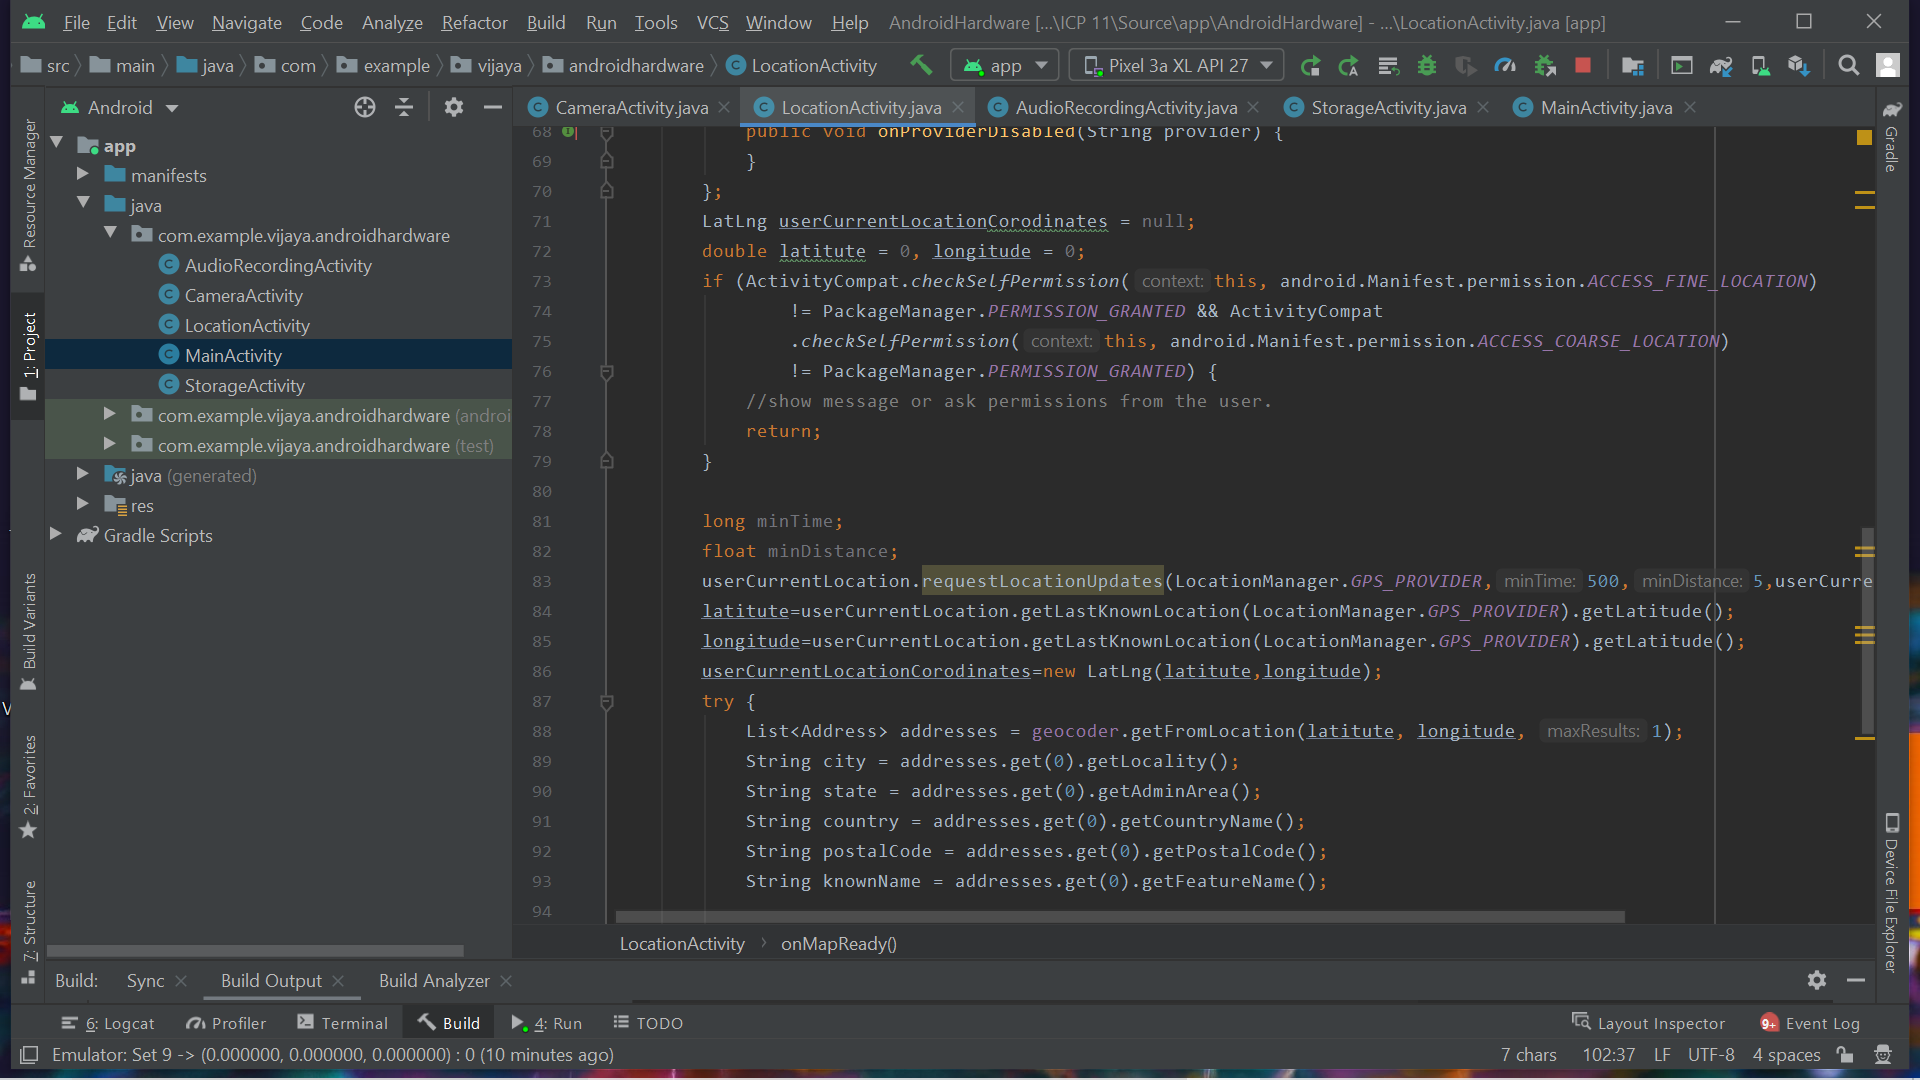 File Edit View Navigate Code Analyze Refactor Build Run Tools VCS Window Help AndroidHardware [...\ICP 11\Source\app\AndroidHardware] - ...\LocationActivity.java [app]
src main java com example vijaya androidhardware LocationActivity app Pixel 3a XL API 27
Android
CameraActivity.java LocationActivity.java AudioRecordingActivity.java StorageActivity.java MainActivity.java
Resource Manager
1: Project
Build Variants
2: Favorites
7: Structure
app
manifests
java
com.example.vijaya.androidhardware
AudioRecordingActivity
CameraActivity
LocationActivity
MainActivity
StorageActivity
com.example.vijaya.androidhardware (androi
com.example.vijaya.androidhardware (test)
java (generated)
res
Gradle Scripts
68 public void onProviderDisabled(String provider) {
69 }
70 };
71 LatLng userCurrentLocationCorodinates = null;
72 double latitute = 0, longitude = 0;
73 if (ActivityCompat.checkSelfPermission( context: this, android.Manifest.permission.ACCESS_FINE_LOCATION)
74 != PackageManager.PERMISSION_GRANTED && ActivityCompat
75 .checkSelfPermission( context: this, android.Manifest.permission.ACCESS_COARSE_LOCATION)
76 != PackageManager.PERMISSION_GRANTED) {
77 //show message or ask permissions from the user.
78 return;
79 }
80
81 long minTime;
82 float minDistance;
83 userCurrentLocation.requestLocationUpdates(LocationManager.GPS_PROVIDER, minTime: 500, minDistance: 5,userCurre
84 latitute=userCurrentLocation.getLastKnownLocation(LocationManager.GPS_PROVIDER).getLatitude();
85 longitude=userCurrentLocation.getLastKnownLocation(LocationManager.GPS_PROVIDER).getLatitude();
86 userCurrentLocationCorodinates=new LatLng(latitute,longitude);
87 try {
88 List<Address> addresses = geocoder.getFromLocation(latitute, longitude, maxResults: 1);
89 String city = addresses.get(0).getLocality();
90 String state = addresses.get(0).getAdminArea();
91 String country = addresses.get(0).getCountryName();
92 String postalCode = addresses.get(0).getPostalCode();
93 String knownName = addresses.get(0).getFeatureName();
94
LocationActivity onMapReady()
Gradle
Device File Explorer
Build: Sync Build Output Build Analyzer
6: Logcat Profiler Terminal Build 4: Run TODO Layout Inspector 9+ Event Log
Emulator: Set 9 -> (0.000000, 0.000000, 0.000000) : 0 (10 minutes ago) 7 chars 102:37 LF UTF-8 4 spaces